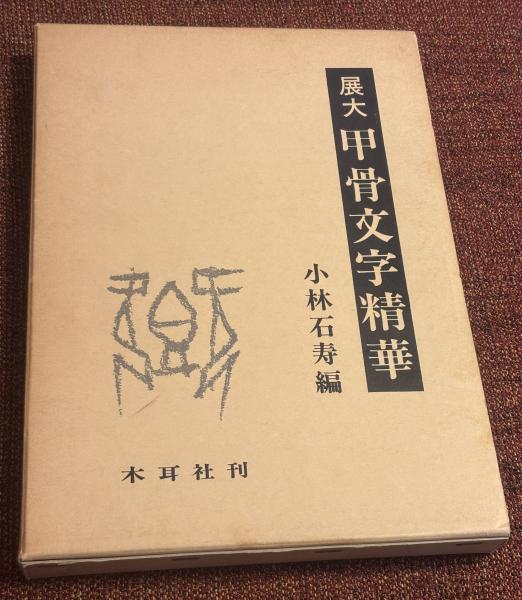 展大 甲骨文字精華
小林石寿編
木耳社刊